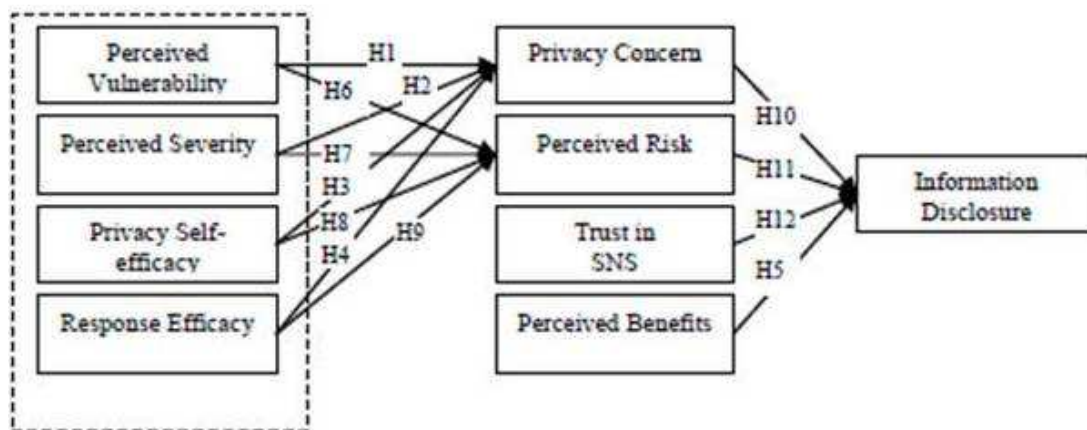 Perceived
Vulnerability
Perceived Severity
Privacy Self-
efficacy
Response Efficacy
H1
H2
H6
H7
H3
H8
H4
H9
Privacy Concern
Perceived Risk
Trust in
SNS
Perceived Benefits
H10
H11
H12
H5
Information
Disclosure